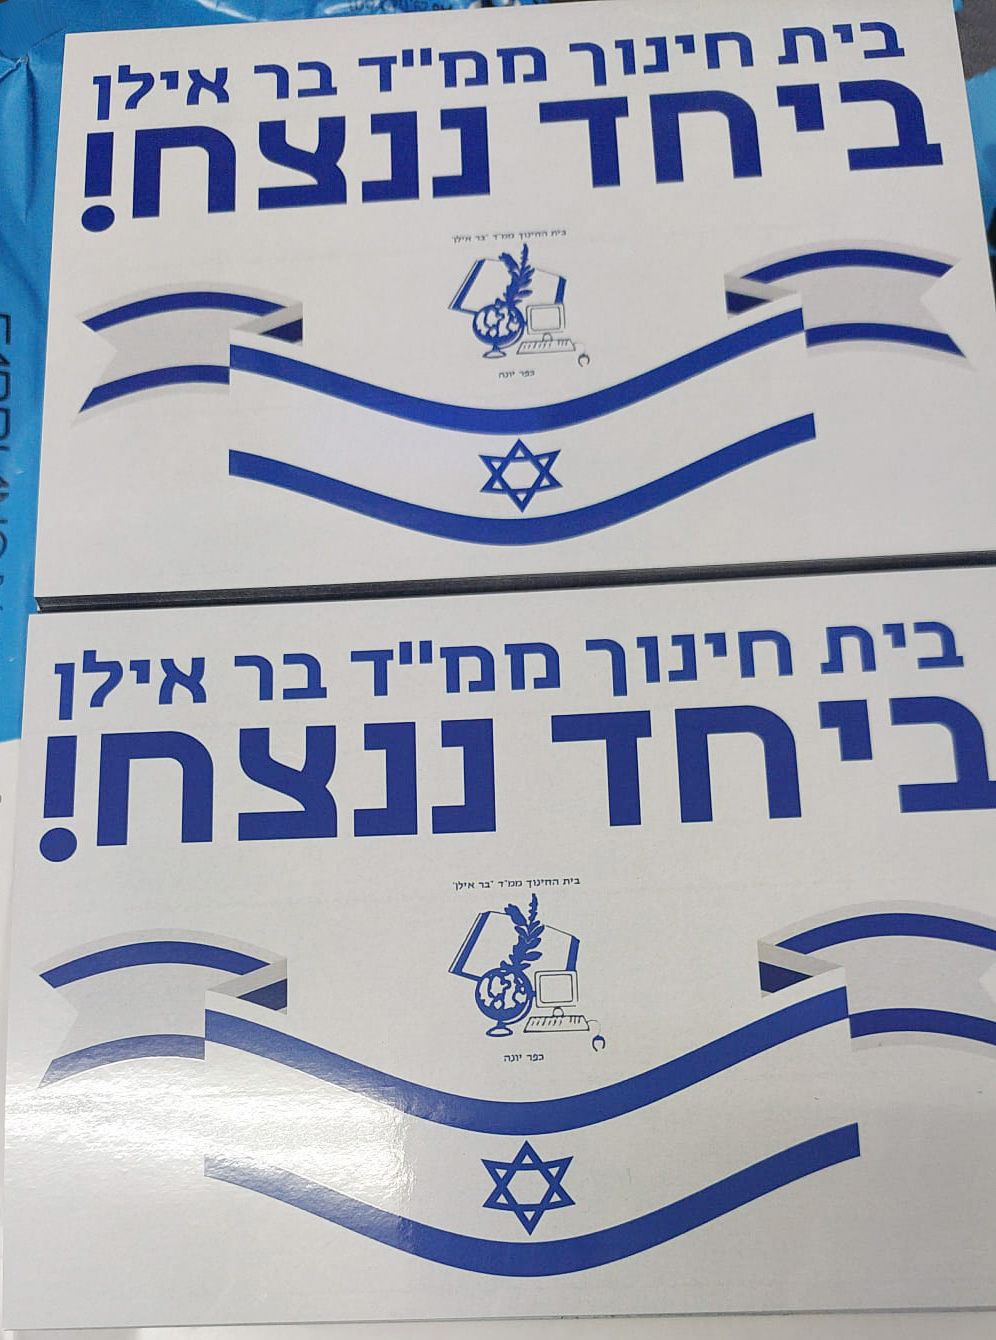 בית חינוך ממ"ד בר אילן
ביחד ננצח!
בית החינוך ממ"ד "בר אילן"
כפר יונה
בית חינוך ממ"ד בר אילן
ביחד ננצח!
בית החינוך ממ"ד "בר אילן"
כפר יונה